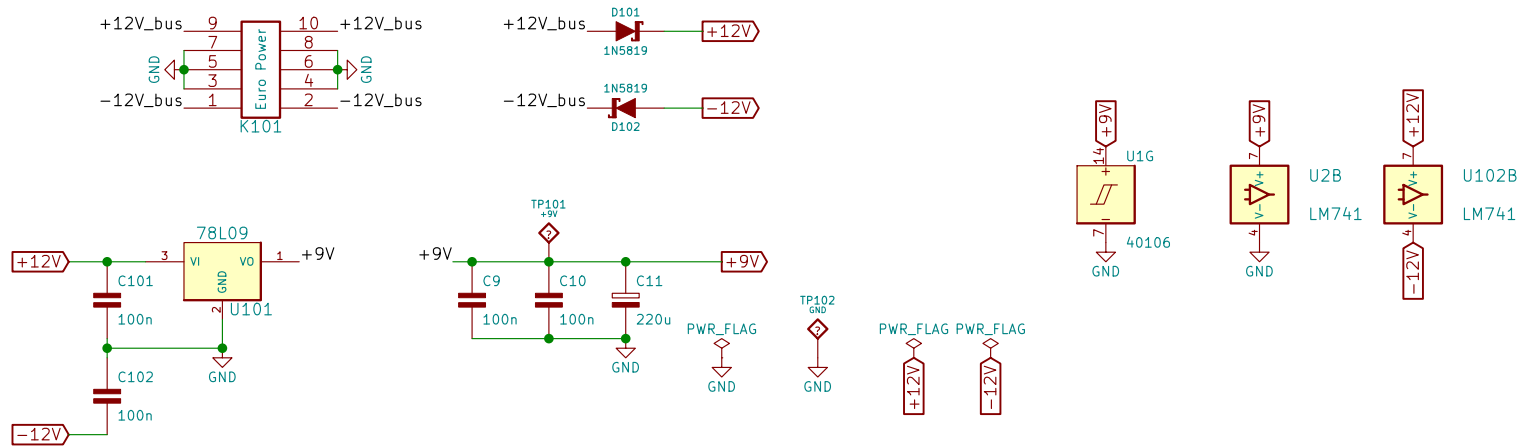 +12V_bus 9 10 +12V_bus
7 8
GND 5 6 GND
3 4
-12V_bus 1 2 -12V_bus
Euro Power
K101
D101
+12V_bus +12V
1N5819
1N5819
-12V_bus -12V
D102
+9V
14
U1G
+
-
7
40106
GND
+9V
7
V+
V-
U2B
LM741
4
GND
+12V
7
V+
V-
U102B
LM741
4
-12V
78L09
+12V 3 VI VO 1 +9V
GND
2
U101
C101
100n
GND
C102
100n
-12V
TP101
+9V
?
+9V +9V
C9 C10 C11
100n 100n 220u
GND
PWR_FLAG
GND
TP102
GND
?
GND
PWR_FLAG PWR_FLAG
+12V -12V